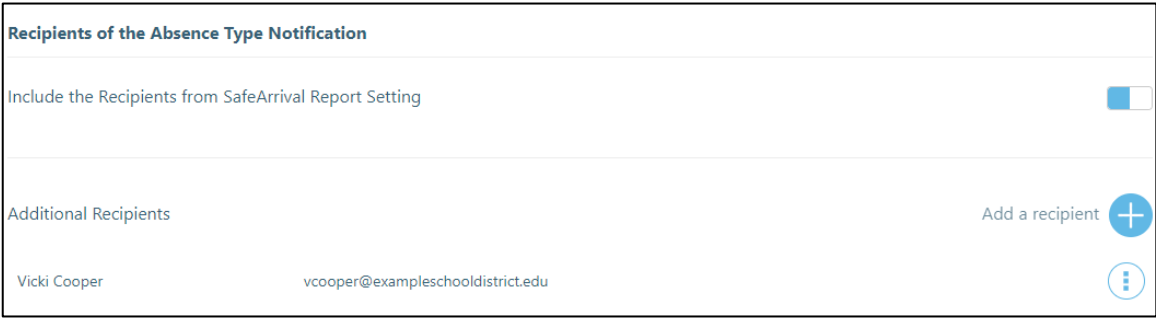 Recipients of the Absence Type Notification
Include the Recipients from SafeArrival Report Setting
Additional Recipients Add a recipient
Vicki Cooper vcooper@exampleschooldistrict.edu